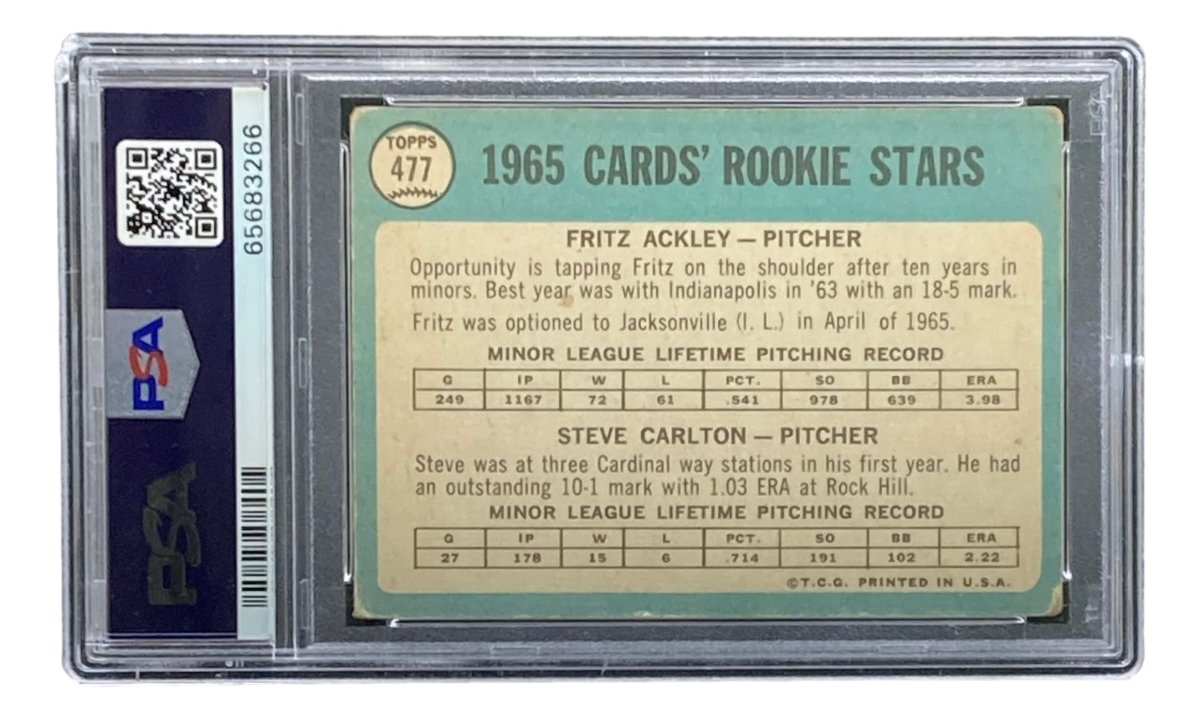 65683266
PSA
PSA
TOPPS
477
1965 CARDS' ROOKIE STARS
FRITZ ACKLEY — PITCHER
Opportunity is tapping Fritz on the shoulder after ten years in
minors. Best year was with Indianapolis in '63 with an 18-5 mark.
Fritz was optioned to Jacksonville (I. L.) in April of 1965.
MINOR LEAGUE LIFETIME PITCHING RECORD
G IP W L PCT. SO BB ERA
249 1167 72 61 .541 978 639 3.98
STEVE CARLTON — PITCHER
Steve was at three Cardinal way stations in his first year. He had
an outstanding 10-1 mark with 1.03 ERA at Rock Hill.
MINOR LEAGUE LIFETIME PITCHING RECORD
G IP W L PCT. SO BB ERA
27 178 15 6 .714 191 102 2.22
©T.C.G. PRINTED IN U.S.A.